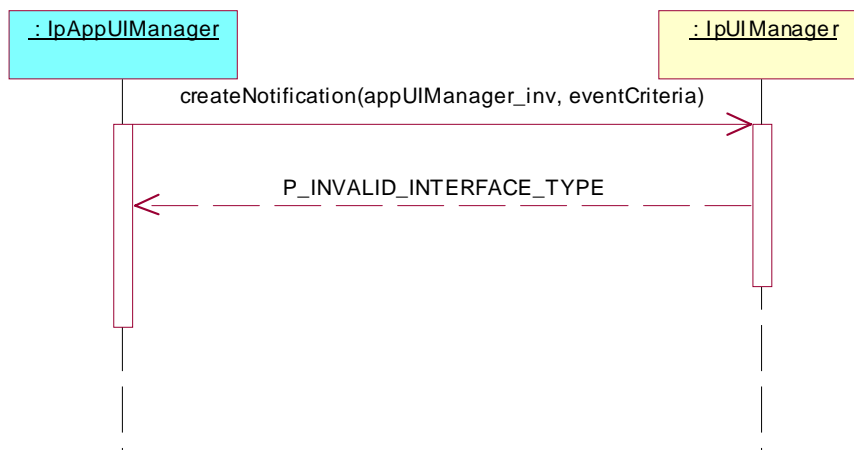 : IpAppUIManager
: IpUIManager
createNotification(appUIManager_inv, eventCriteria)
P_INVALID_INTERFACE_TYPE